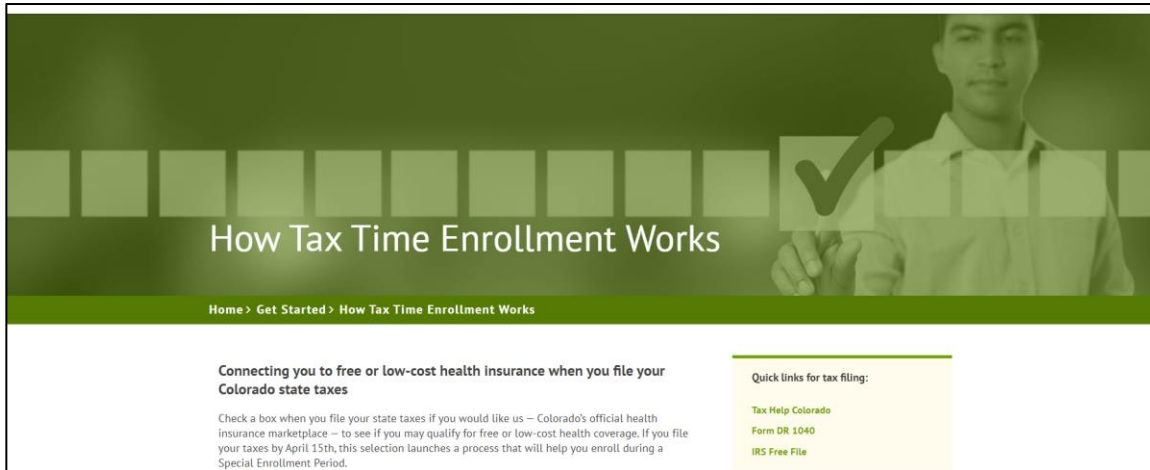 How Tax Time Enrollment Works
Home > Get Started > How Tax Time Enrollment Works
Connecting you to free or low-cost health insurance when you file your
Colorado state taxes
Check a box when you file your state taxes if you would like us — Colorado's official health
insurance marketplace — to see if you may qualify for free or low-cost health coverage. If you file
your taxes by April 15th, this selection launches a process that will help you enroll during a
Special Enrollment Period.
Quick links for tax filing:
Tax Help Colorado
Form DR 1040
IRS Free File